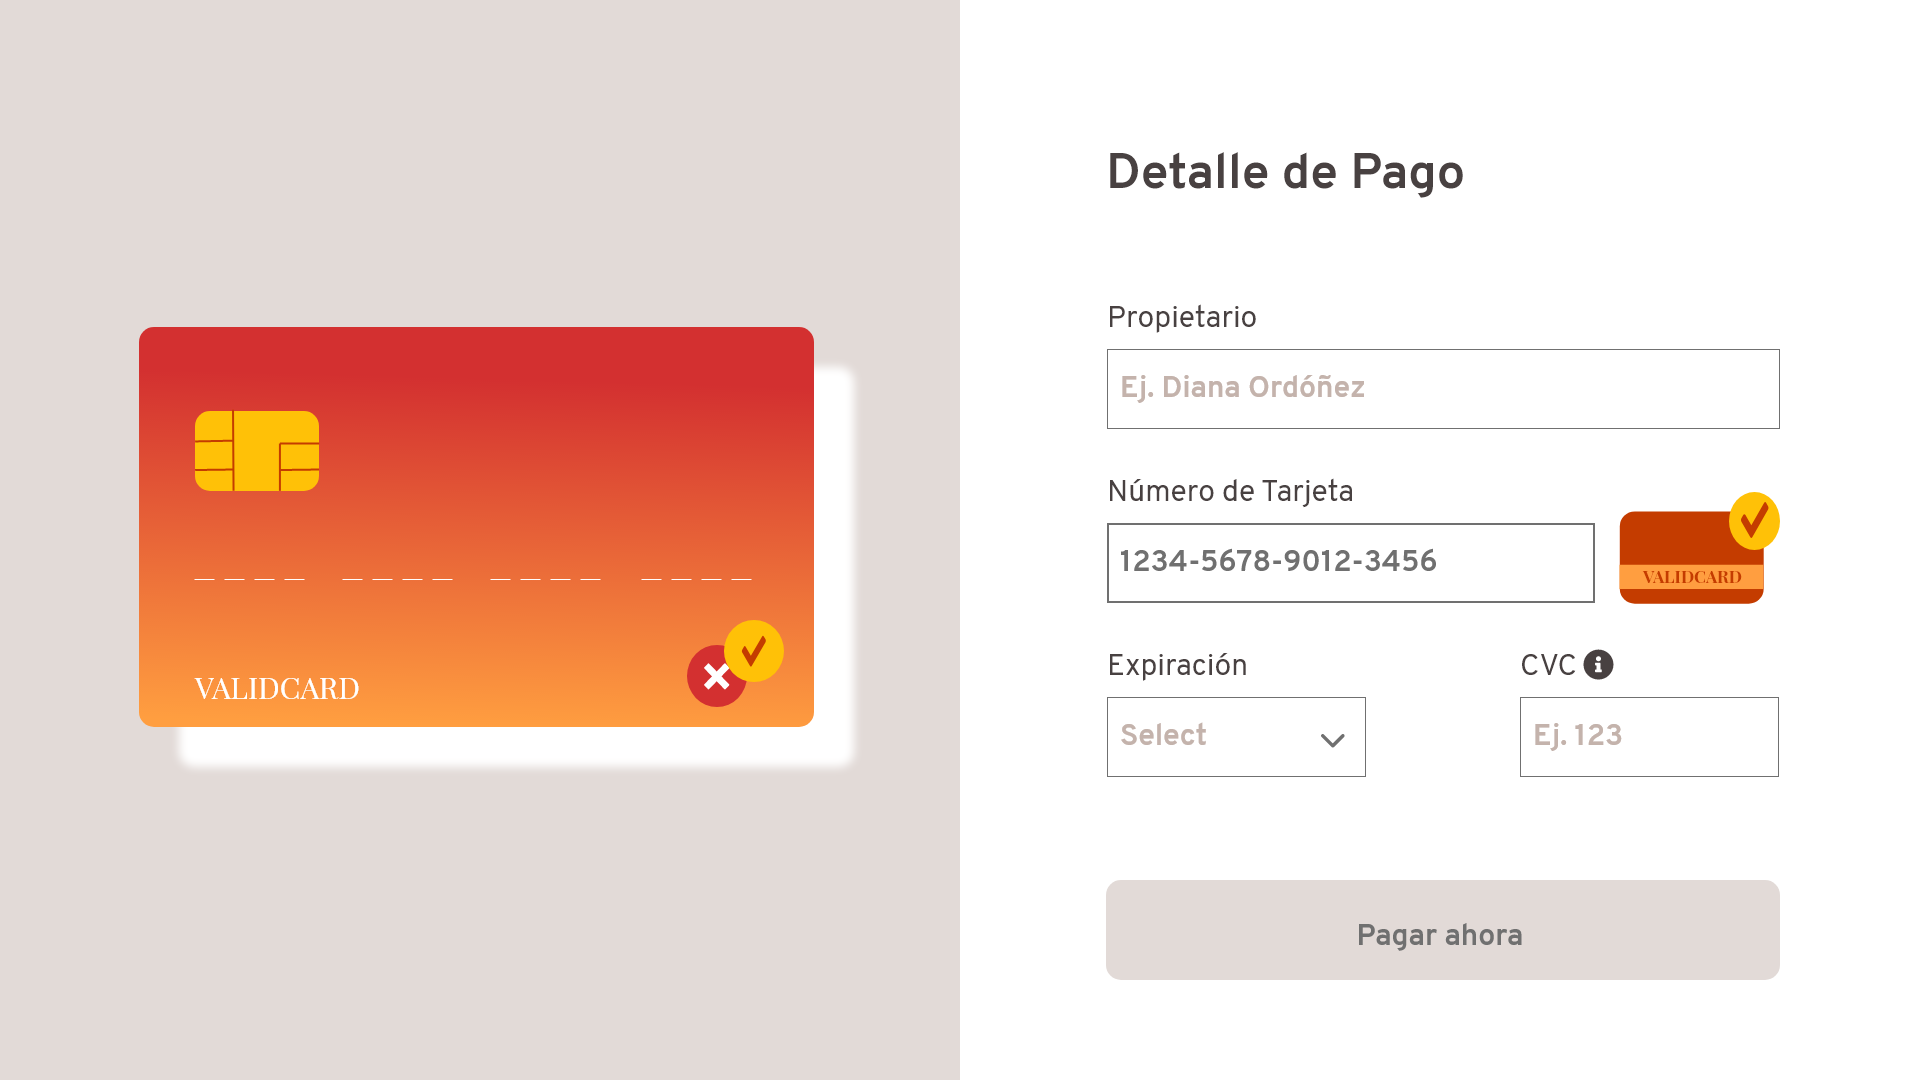 VALIDCARD
Detalle de Pago
Propietario
Ej. Diana Ordóñez
Número de Tarjeta
1234-5678-9012-3456
VALIDCARD
Expiración
Select
CVC
Ej. 123
Pagar ahora